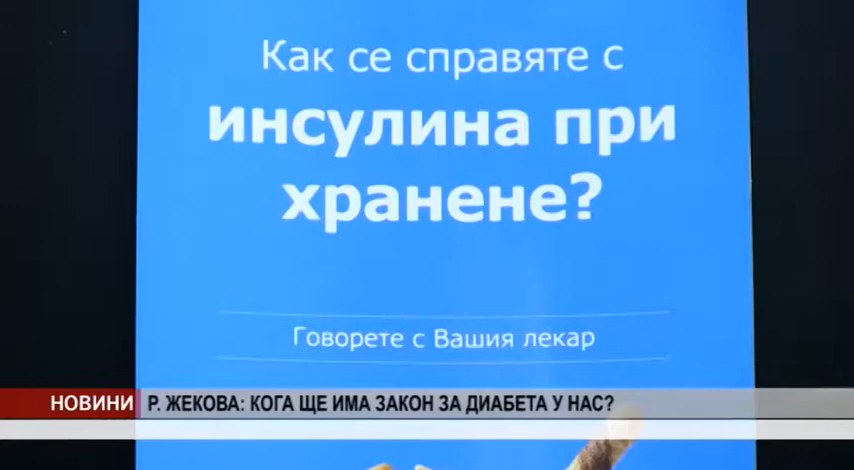 Как се справяте с
инсулина при
хранене?
Говорете с Вашия лекар
НОВИНИ
Р. ЖЕКОВА: КОГА ЩЕ ИМА ЗАКОН ЗА ДИАБЕТА У НАС?